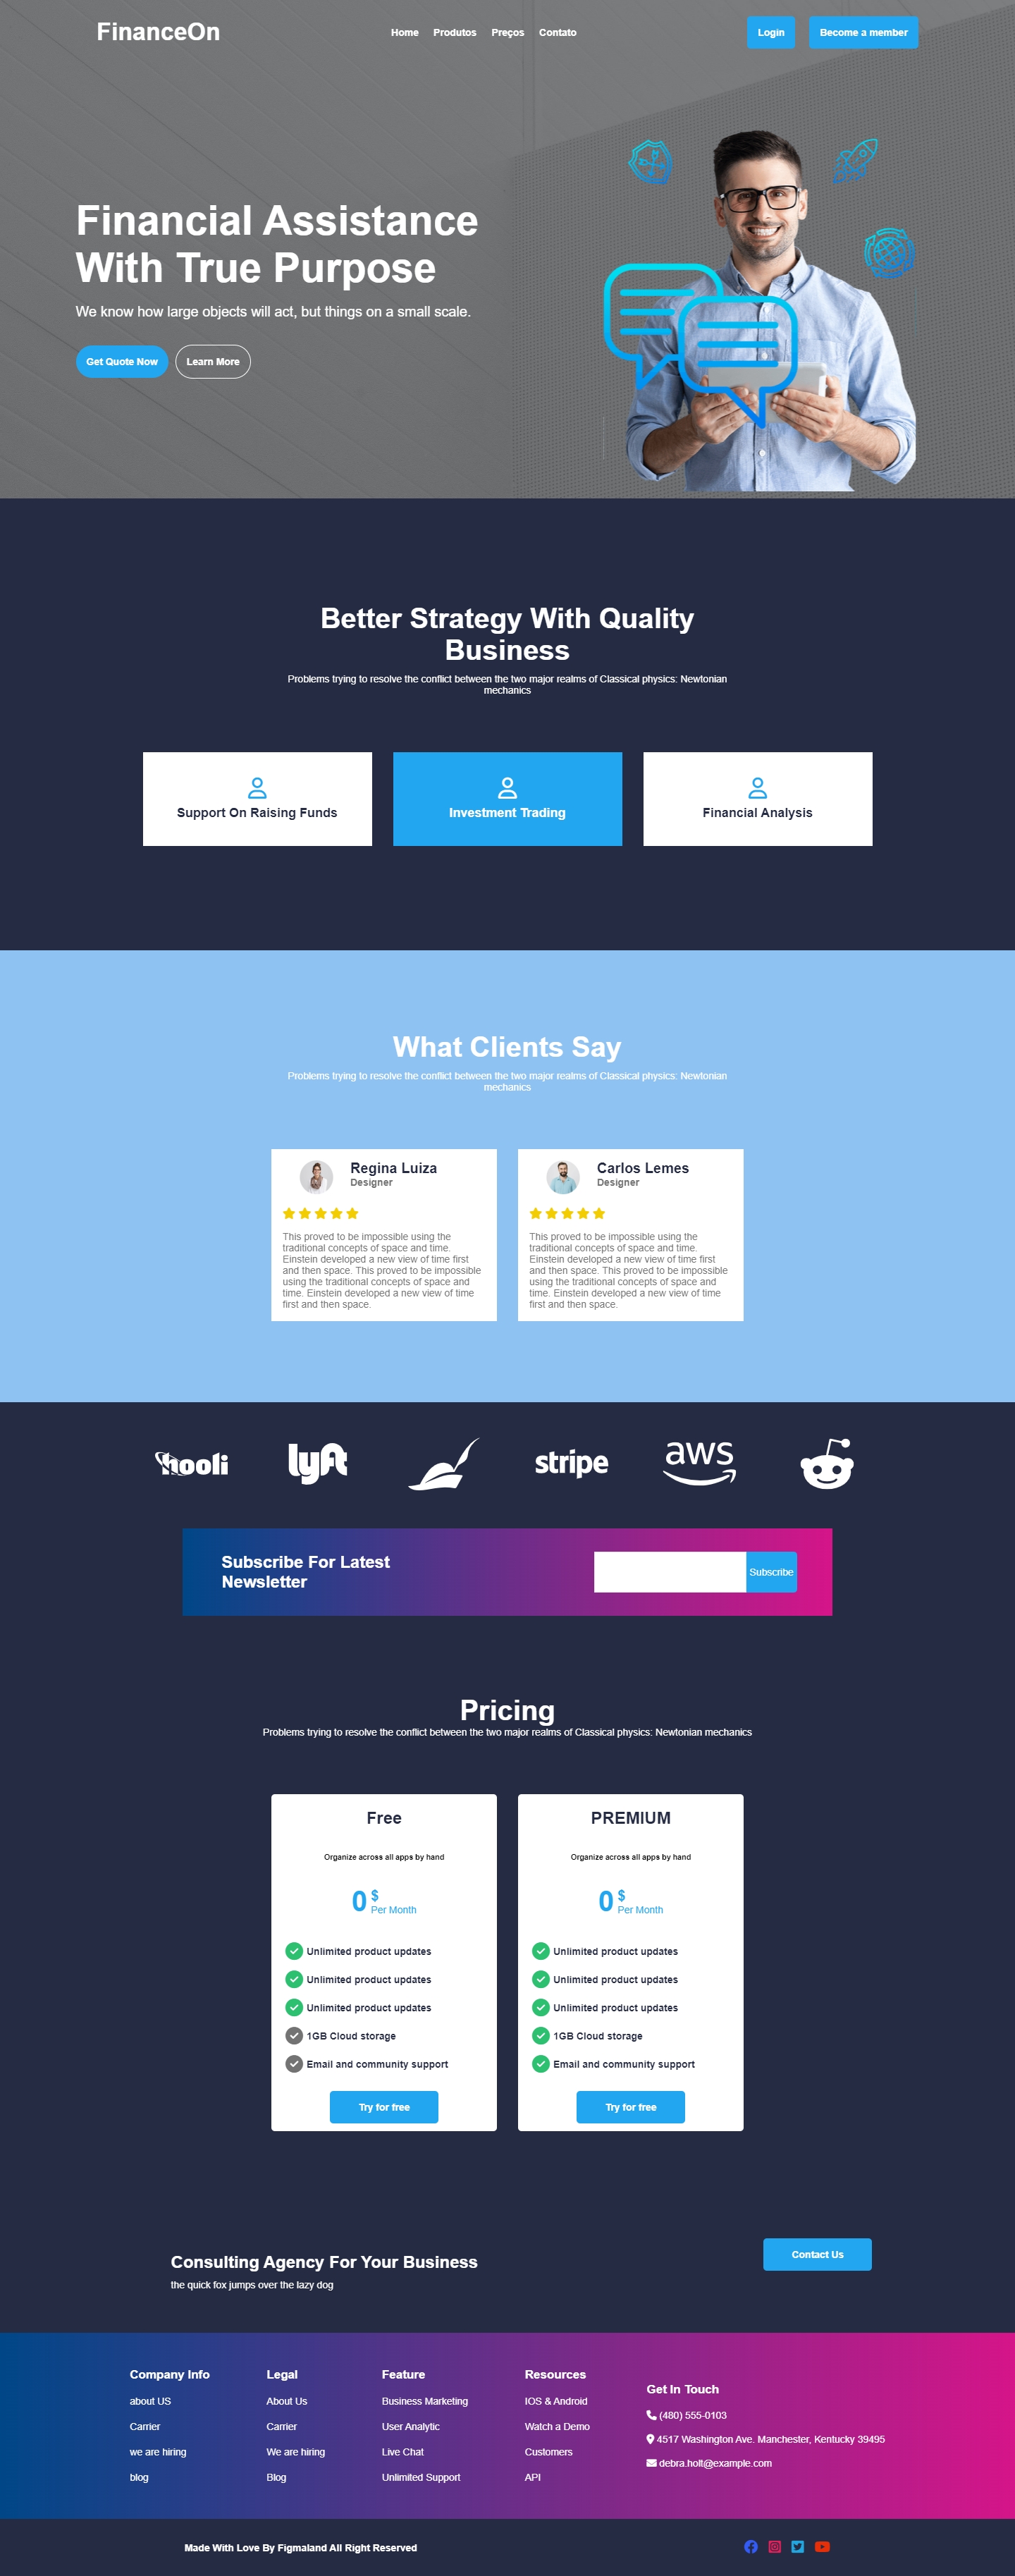 FinanceOn
Home Produtos Preços Contato
Login Become a member
Financial Assistance
With True Purpose
We know how large objects will act, but things on a small scale.
Get Quote Now Learn More
Better Strategy With Quality
Business
Problems trying to resolve the conflict between the two major realms of Classical physics: Newtonian
mechanics
Support On Raising Funds
Investment Trading
Financial Analysis
What Clients Say
Problems trying to resolve the conflict between the two major realms of Classical physics: Newtonian
mechanics
Regina Luiza
Designer
This proved to be impossible using the
traditional concepts of space and time.
Einstein developed a new view of time first
and then space. This proved to be impossible
using the traditional concepts of space and
time. Einstein developed a new view of time
first and then space.
Carlos Lemes
Designer
This proved to be impossible using the
traditional concepts of space and time.
Einstein developed a new view of time first
and then space. This proved to be impossible
using the traditional concepts of space and
time. Einstein developed a new view of time
first and then space.
hooli lyft stripe aws
Subscribe For Latest
Newsletter
Subscribe
Pricing
Problems trying to resolve the conflict between the two major realms of Classical physics: Newtonian mechanics
Free
Organize across all apps by hand
0 $
Per Month
Unlimited product updates
Unlimited product updates
Unlimited product updates
1GB Cloud storage
Email and community support
Try for free
PREMIUM
Organize across all apps by hand
0 $
Per Month
Unlimited product updates
Unlimited product updates
Unlimited product updates
1GB Cloud storage
Email and community support
Try for free
Consulting Agency For Your Business
the quick fox jumps over the lazy dog
Contact Us
Company Info
about US
Carrier
we are hiring
blog
Legal
About Us
Carrier
We are hiring
Blog
Feature
Business Marketing
User Analytic
Live Chat
Unlimited Support
Resources
IOS & Android
Watch a Demo
Customers
API
Get In Touch
(480) 555-0103
4517 Washington Ave. Manchester, Kentucky 39495
debra.holt@example.com
Made With Love By Figmaland All Right Reserved